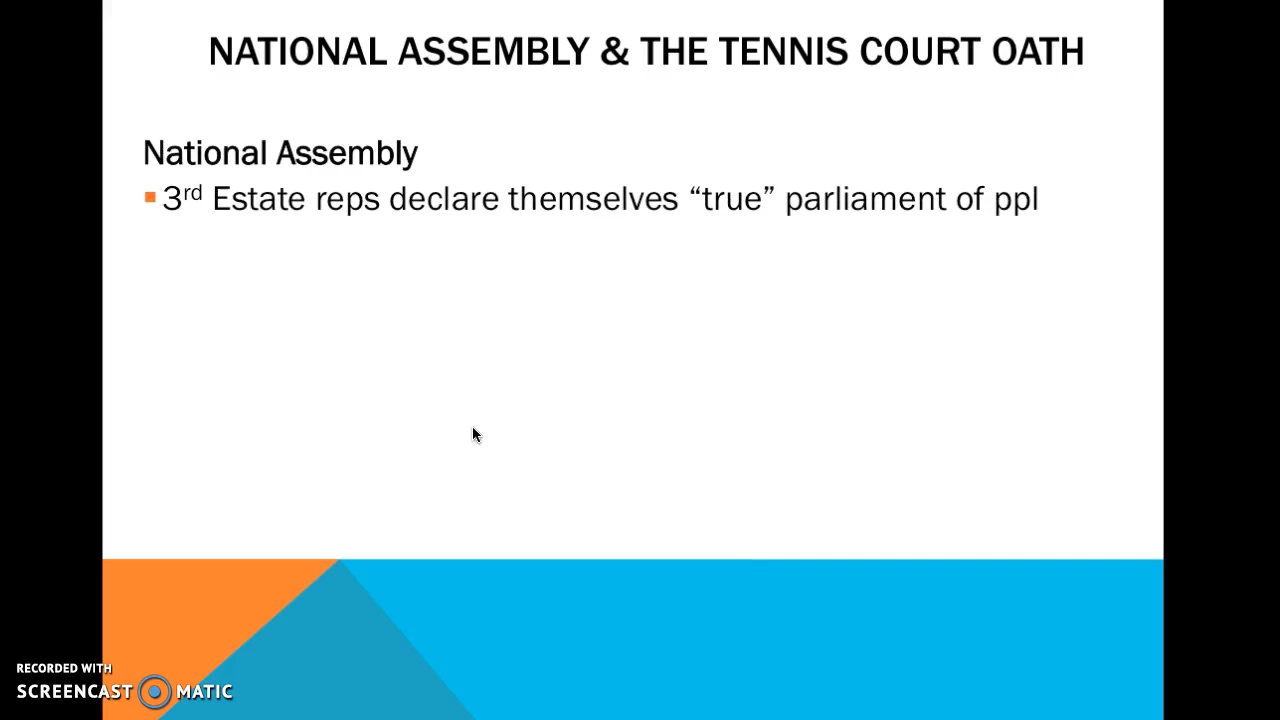 NATIONAL ASSEMBLY & THE TENNIS COURT OATH
National Assembly
▪3rd Estate reps declare themselves “true” parliament of ppl
RECORDED WITH
SCREENCAST MATIC